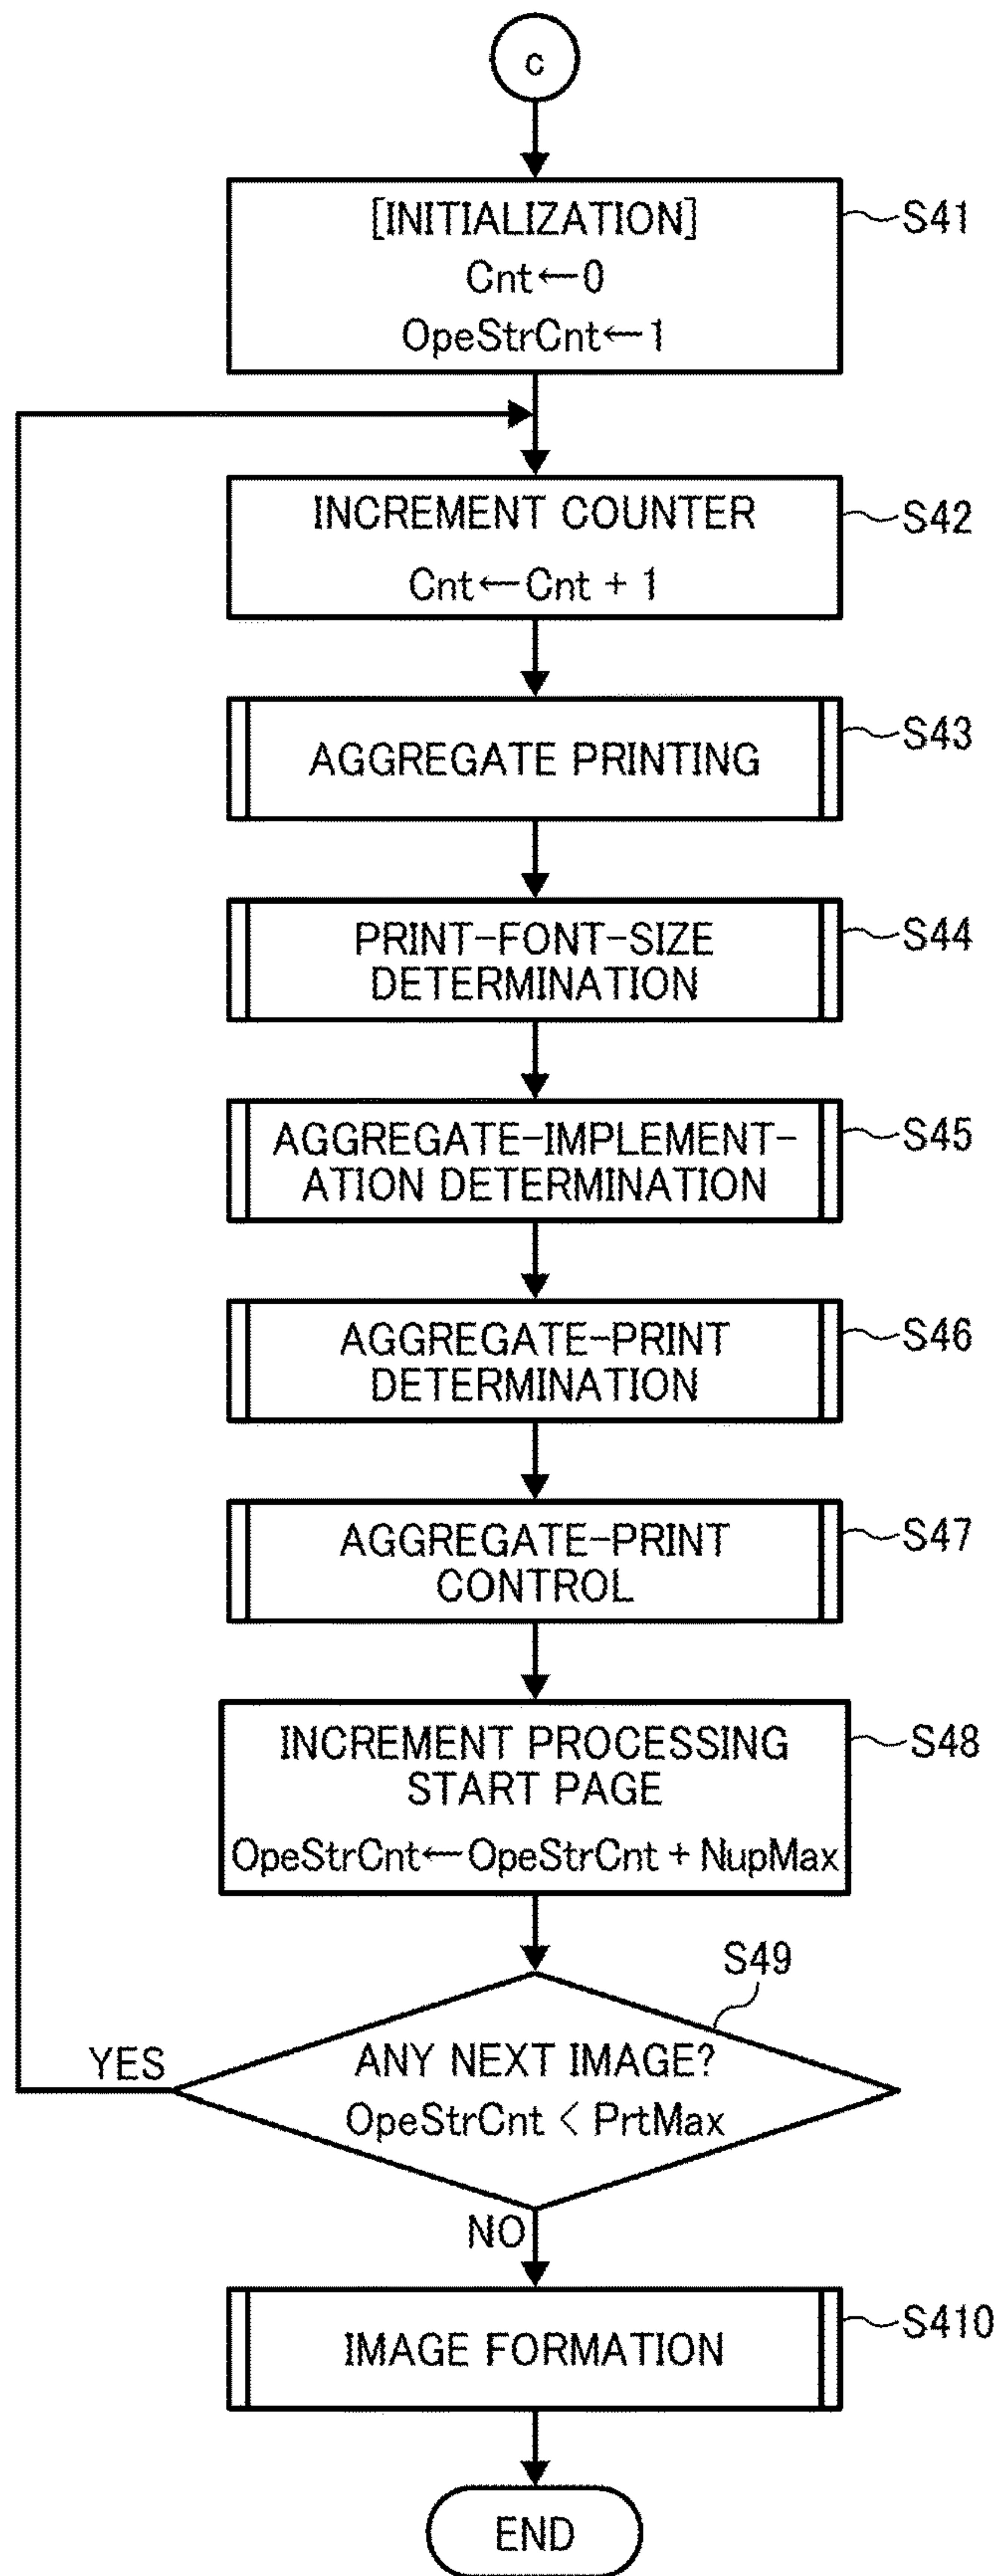 c
[INITIALIZATION]
Cnt←0
OpeStrCnt←1
S41
INCREMENT COUNTER
Cnt←Cnt + 1
S42
AGGREGATE PRINTING
S43
PRINT-FONT-SIZE
DETERMINATION
S44
AGGREGATE-IMPLEMENT-
ATION DETERMINATION
S45
AGGREGATE-PRINT
DETERMINATION
S46
AGGREGATE-PRINT
CONTROL
S47
INCREMENT PROCESSING
START PAGE
OpeStrCnt←OpeStrCnt + NupMax
S48
S49
ANY NEXT IMAGE?
OpeStrCnt < PrtMax
YES
NO
IMAGE FORMATION
S410
END